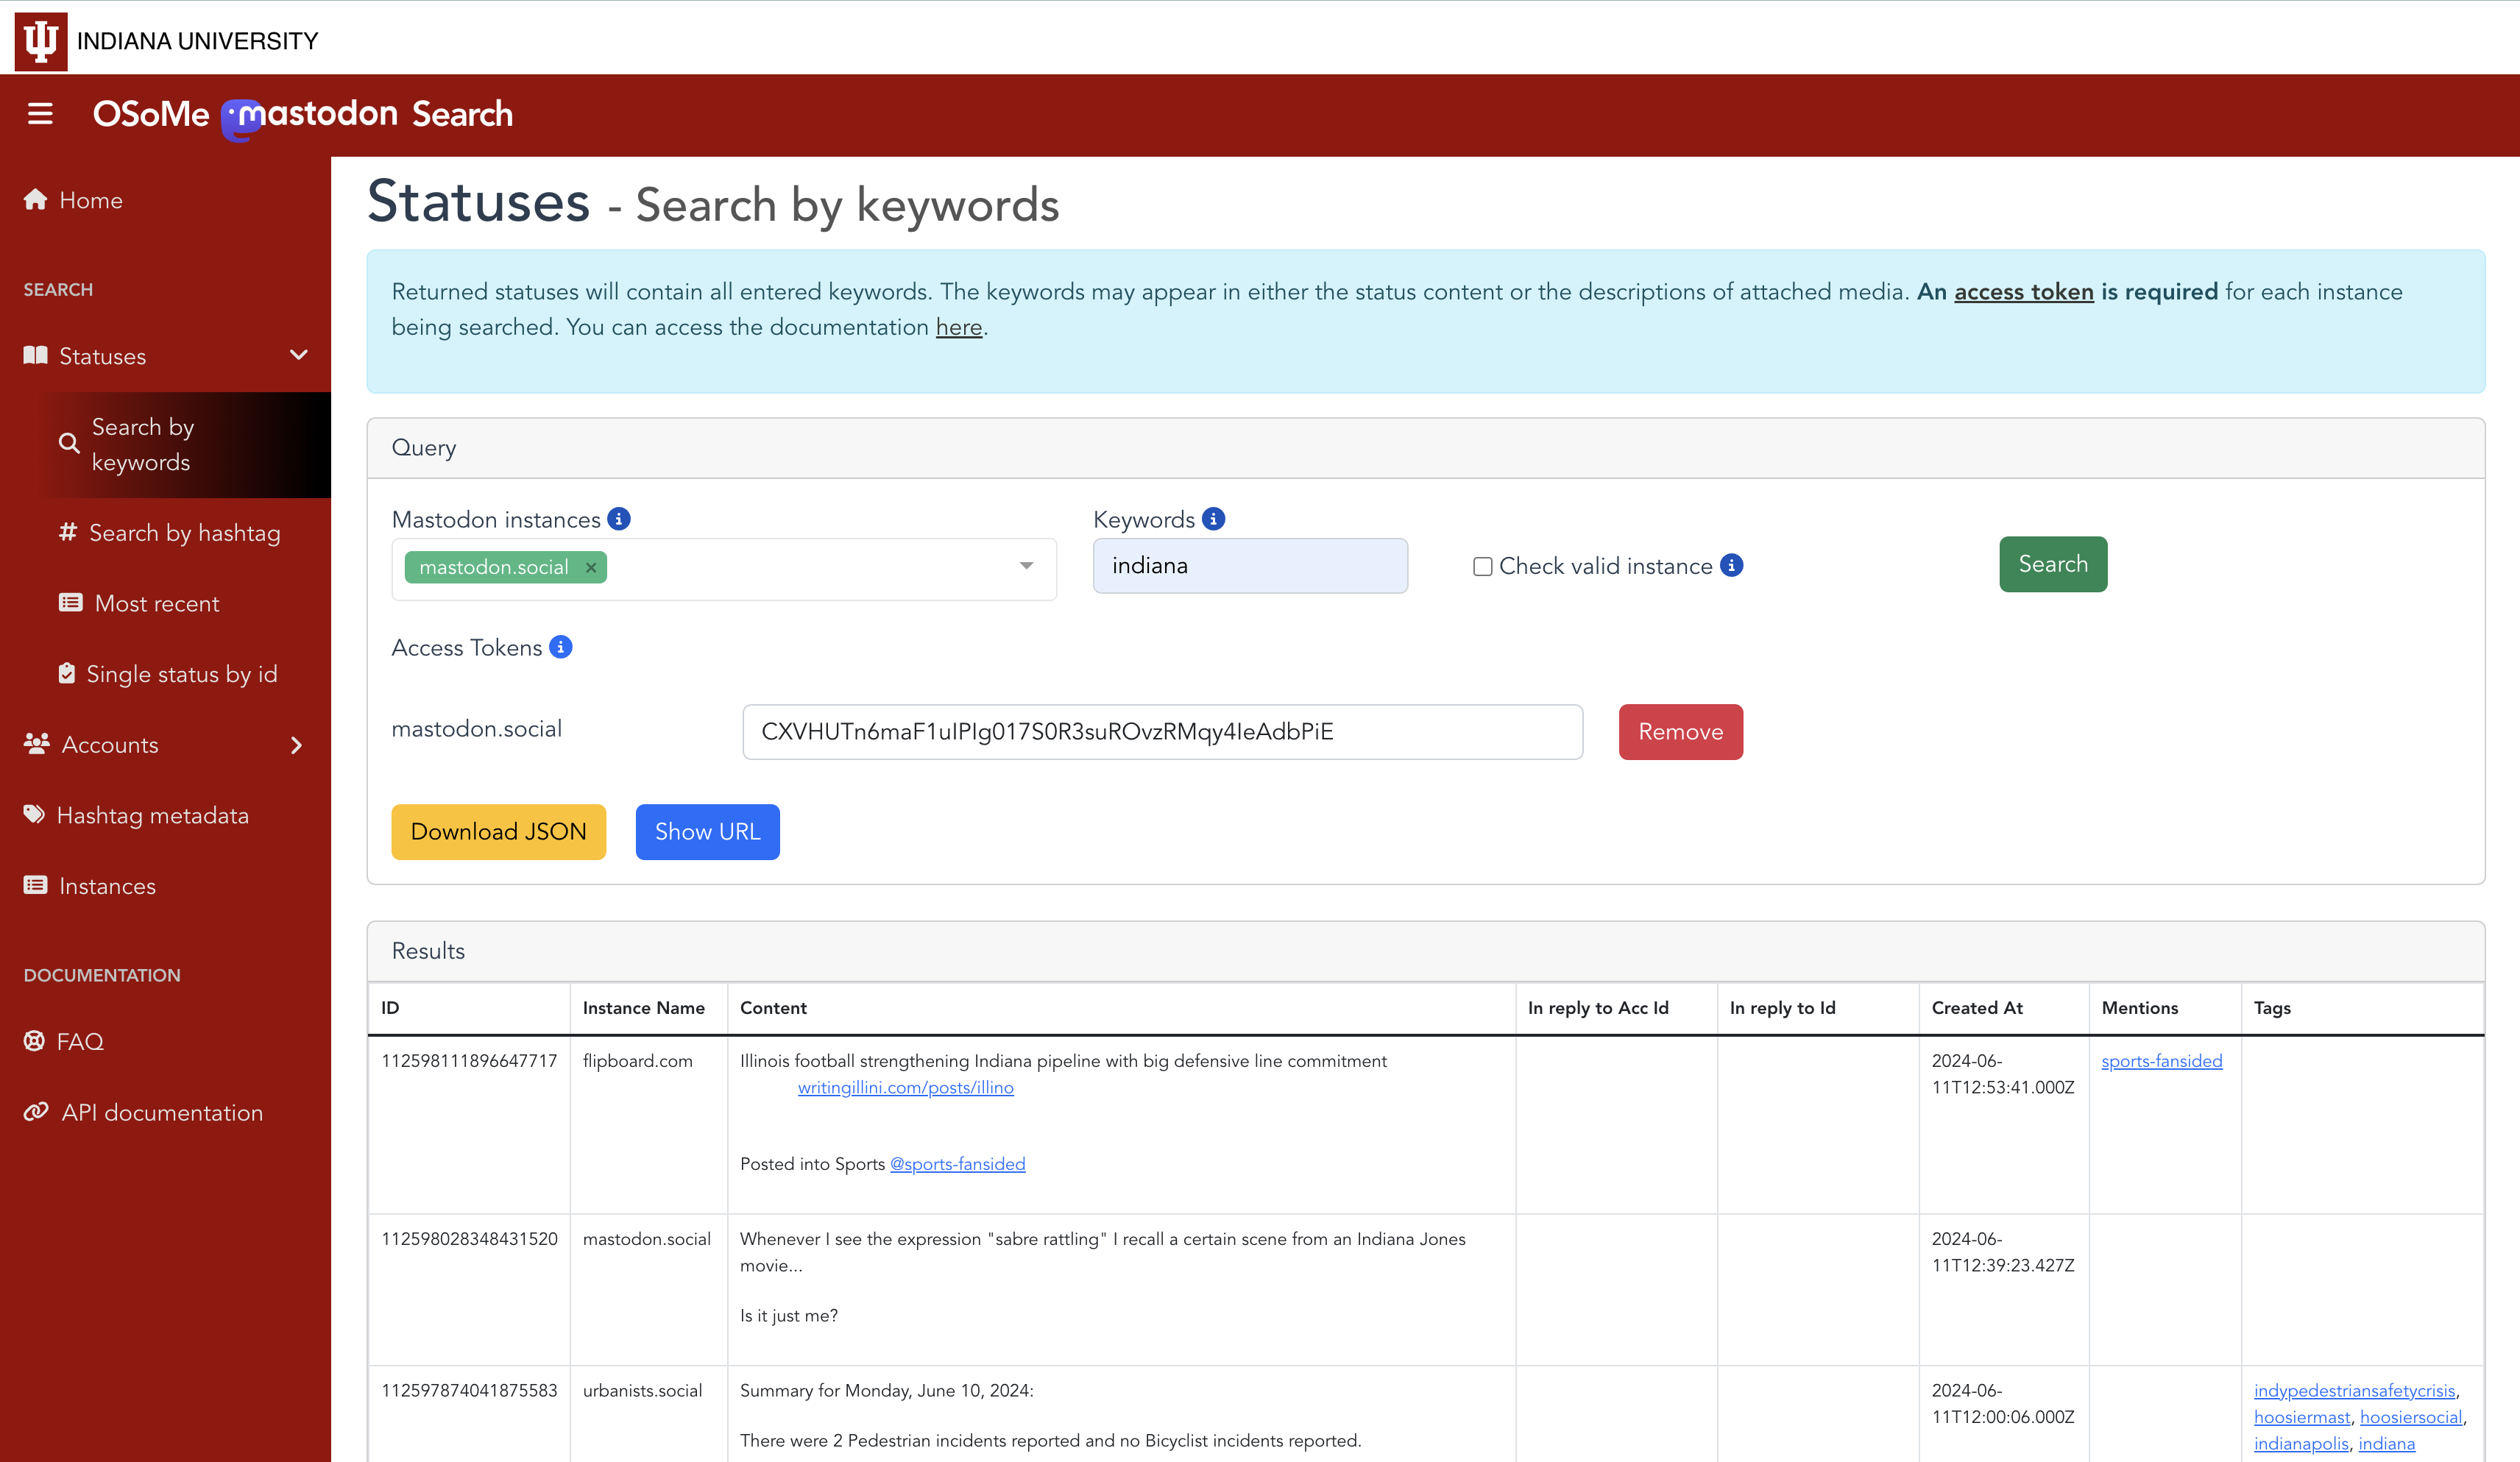 INDIANA UNIVERSITY
OSoMe mastodon Search
Home
SEARCH
Statuses
Search by
keywords
# Search by hashtag
Most recent
Single status by id
Accounts
Hashtag metadata
Instances
DOCUMENTATION
FAQ
API documentation
Statuses - Search by keywords
Returned statuses will contain all entered keywords. The keywords may appear in either the status content or the descriptions of attached media. An access token is required for each instance
being searched. You can access the documentation here.
Query
Mastodon instances
Keywords
mastodon.social ×
indiana
Check valid instance
Search
Access Tokens
mastodon.social
CXVHUTn6maF1uIPIg017S0R3suROvzRMqy4IeAdbPiE
Remove
Download JSON
Show URL
Results
ID Instance Name Content In reply to Acc Id In reply to Id Created At Mentions Tags
112598111896647717 flipboard.com Illinois football strengthening Indiana pipeline with big defensive line commitment 2024-06- sports-fansided
writingillini.com/posts/illino 11T12:53:41.000Z
Posted into Sports @sports-fansided
112598028348431520 mastodon.social Whenever I see the expression "sabre rattling" I recall a certain scene from an Indiana Jones 2024-06-
movie... 11T12:39:23.427Z
Is it just me?
112597874041875583 urbanists.social Summary for Monday, June 10, 2024: 2024-06- indypedestriansafetycrisis,
11T12:00:06.000Z hoosiermast, hoosiersocial,
There were 2 Pedestrian incidents reported and no Bicyclist incidents reported. indianapolis, indiana